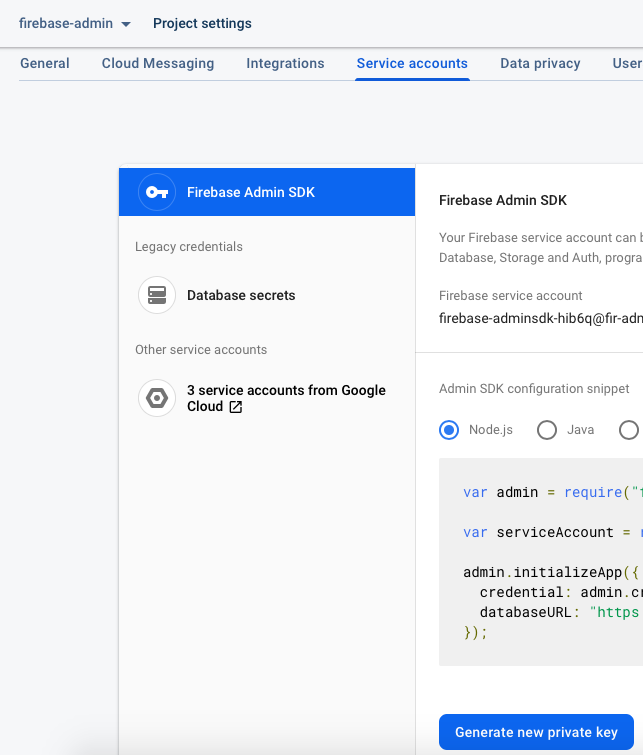 firebase-admin Project settings
General Cloud Messaging Integrations Service accounts Data privacy User
Firebase Admin SDK
Legacy credentials
Database secrets
Other service accounts
3 service accounts from Google
Cloud
Firebase Admin SDK
Your Firebase service account can
Database, Storage and Auth, progra
Firebase service account
firebase-adminsdk-hib6q@fir-adm
Admin SDK configuration snippet
Node.js Java
var admin = require("f
var serviceAccount = r
admin.initializeApp({
credential: admin.cr
databaseURL: "https
});
Generate new private key